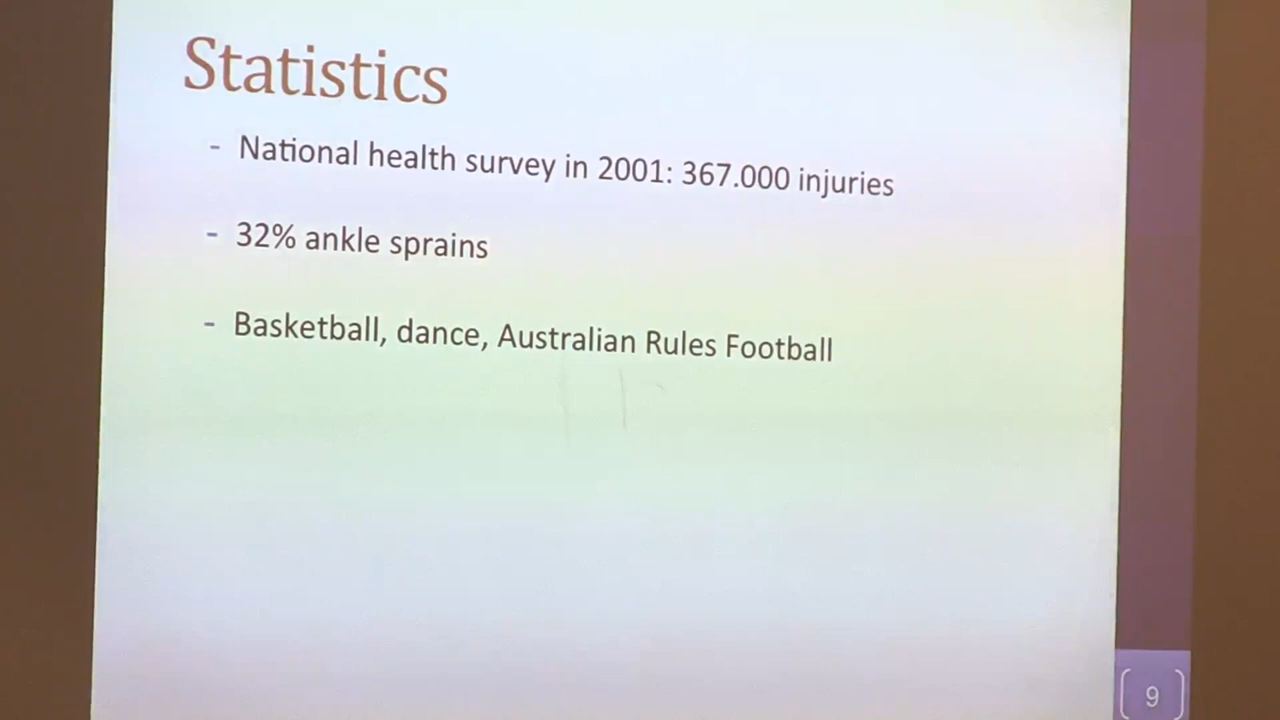 Statistics
- National health survey in 2001: 367.000 injuries
- 32% ankle sprains
- Basketball, dance, Australian Rules Football
9